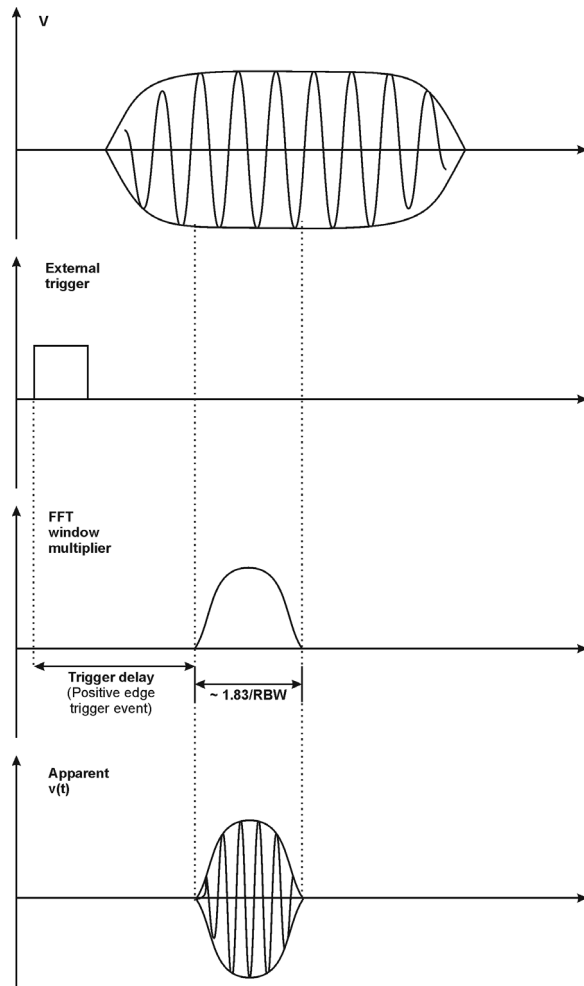 V
External
trigger
FFT
window
multiplier
Trigger delay
(Positive edge
trigger event)
~ 1.83/RBW
Apparent
v(t)